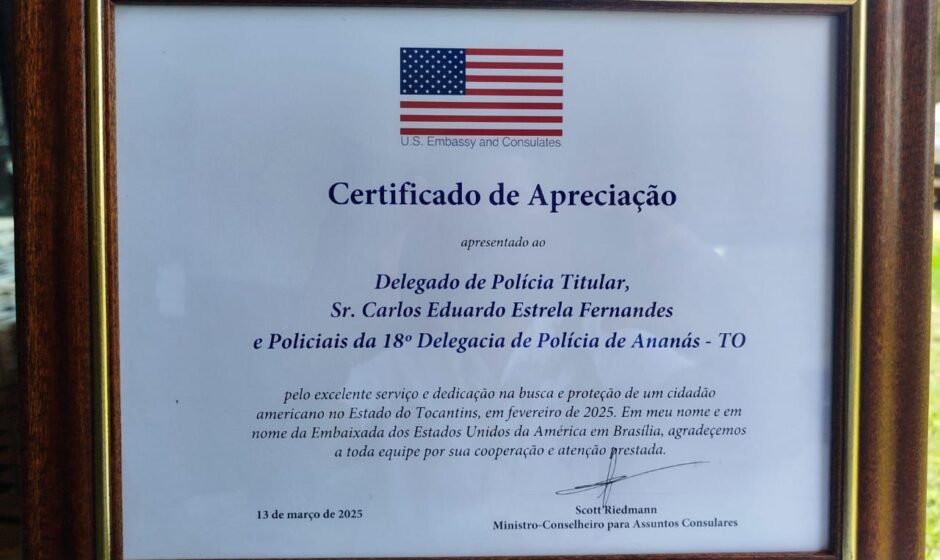 U.S. Embassy and Consulates
Certificado de Apreciação
apresentado ao
Delegado de Polícia Titular,
Sr. Carlos Eduardo Estrela Fernandes
e Policiais da 18º Delegacia de Polícia de Ananás - TO
pelo excelente serviço e dedicação na busca e proteção de um cidadão
americano no Estado do Tocantins, em fevereiro de 2025. Em meu nome e em
nome da Embaixada dos Estados Unidos da América em Brasília, agradeçemos
a toda equipe por sua cooperação e atenção prestada.
13 de março de 2025
Scott Riedmann
Ministro-Conselheiro para Assuntos Consulares